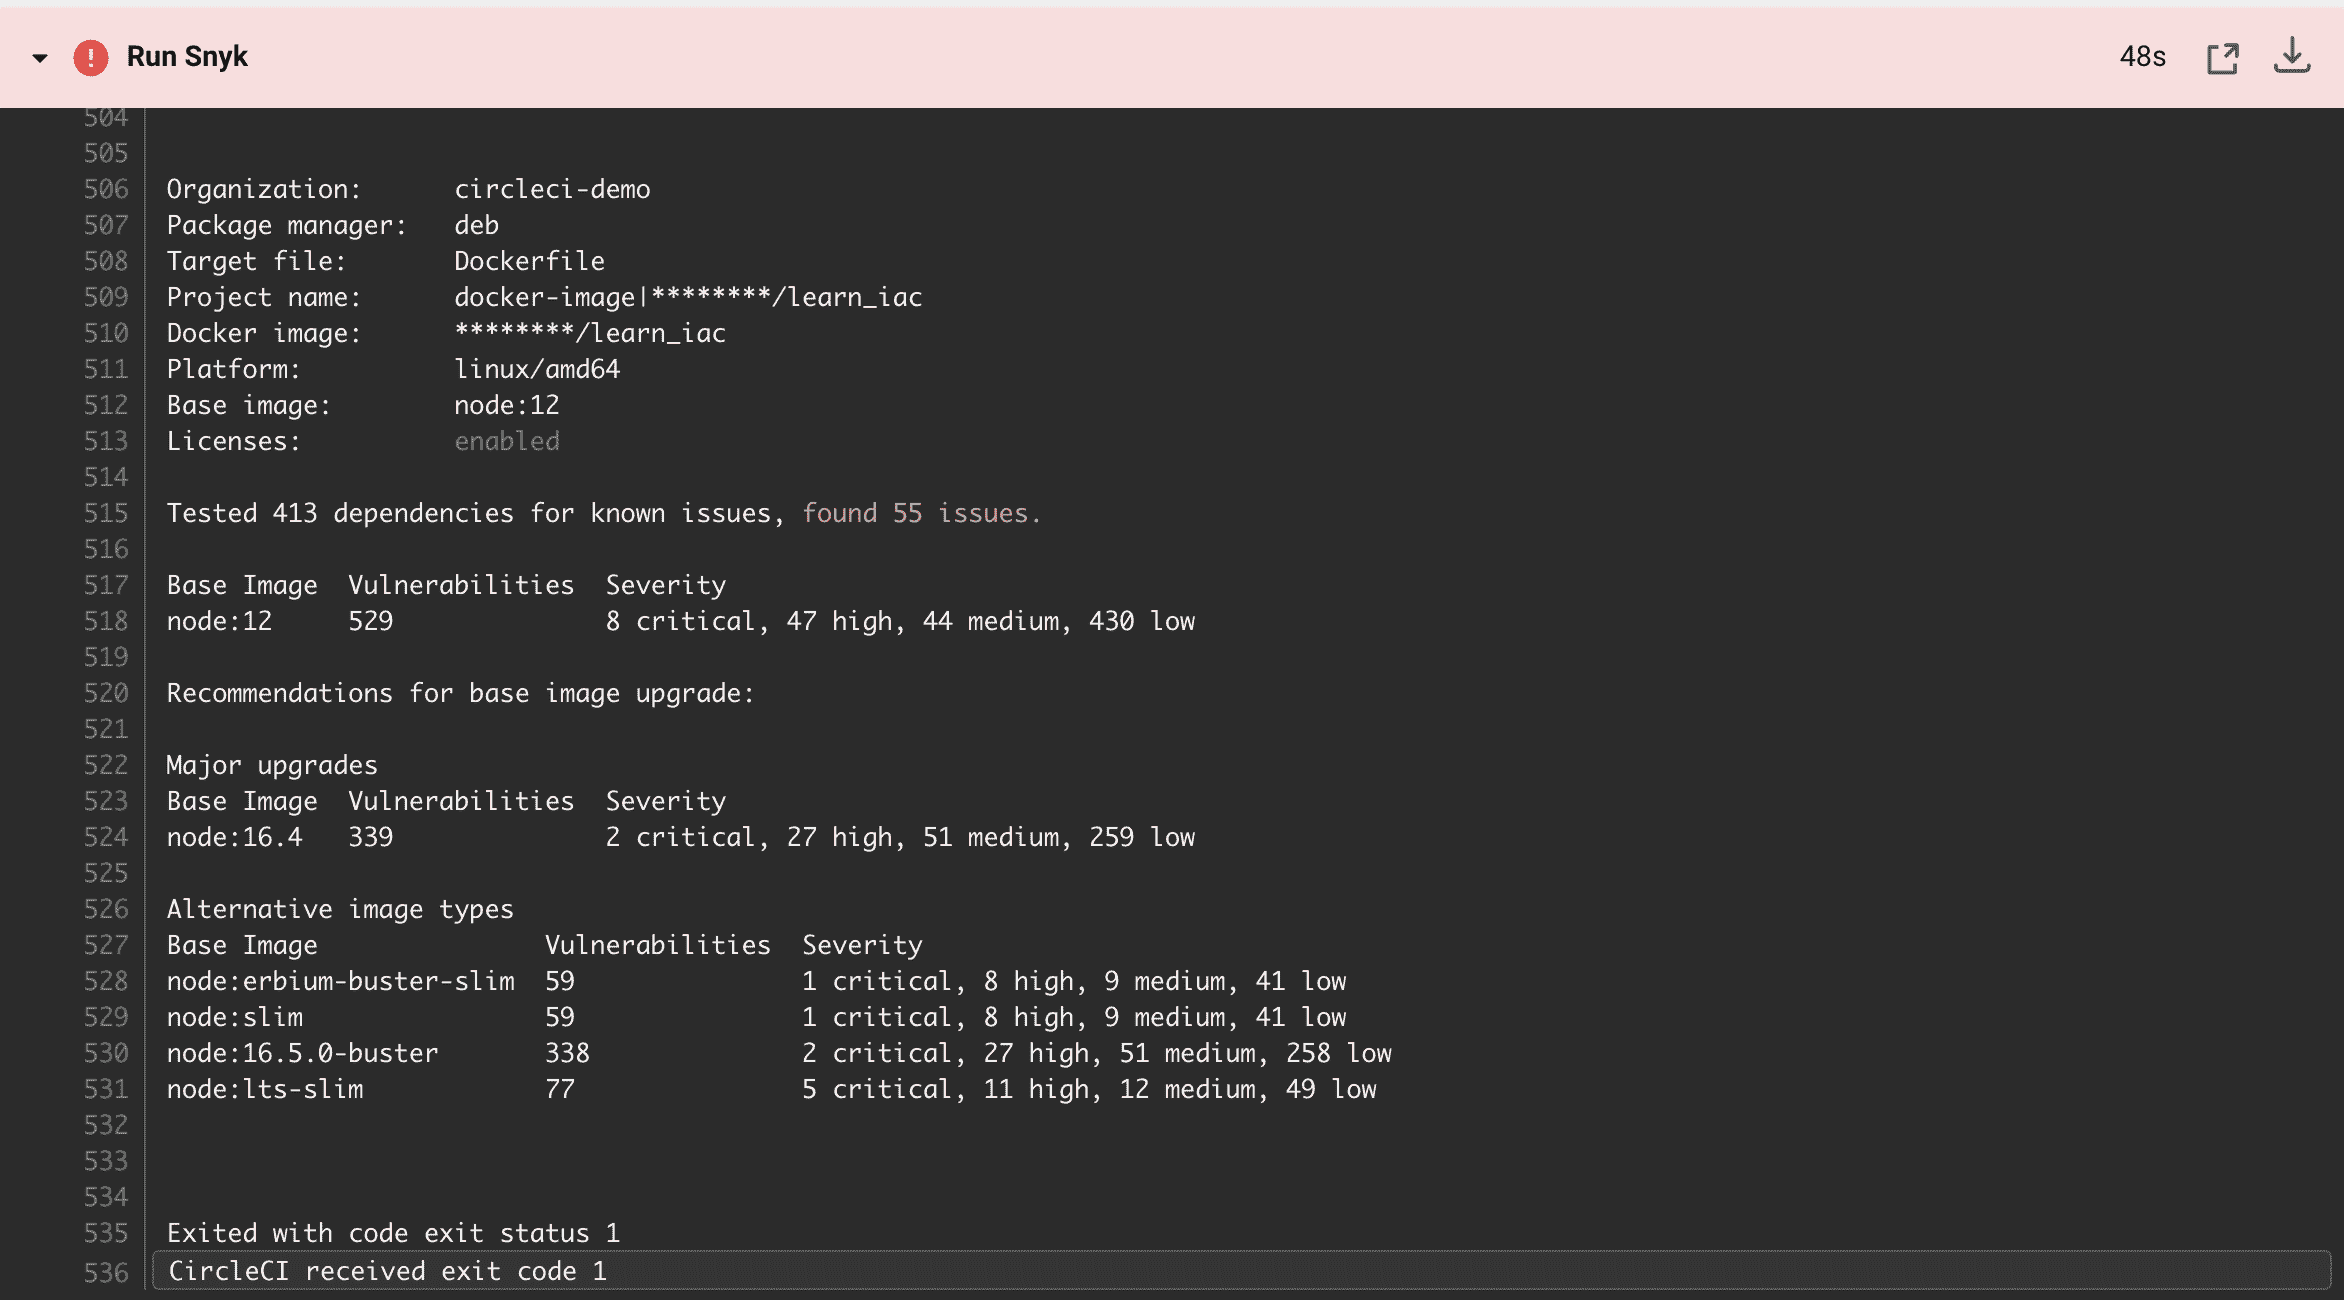 Run Snyk 48s
504
505
506 Organization: circleci-demo
507 Package manager: deb
508 Target file: Dockerfile
509 Project name: docker-image|********/learn_iac
510 Docker image: ********/learn_iac
511 Platform: linux/amd64
512 Base image: node:12
513 Licenses: enabled
514
515 Tested 413 dependencies for known issues, found 55 issues.
516
517 Base Image Vulnerabilities Severity
518 node:12 529 8 critical, 47 high, 44 medium, 430 low
519
520 Recommendations for base image upgrade:
521
522 Major upgrades
523 Base Image Vulnerabilities Severity
524 node:16.4 339 2 critical, 27 high, 51 medium, 259 low
525
526 Alternative image types
527 Base Image Vulnerabilities Severity
528 node:erbium-buster-slim 59 1 critical, 8 high, 9 medium, 41 low
529 node:slim 59 1 critical, 8 high, 9 medium, 41 low
530 node:16.5.0-buster 338 2 critical, 27 high, 51 medium, 258 low
531 node:lts-slim 77 5 critical, 11 high, 12 medium, 49 low
532
533
534
535 Exited with code exit status 1
536 CircleCI received exit code 1